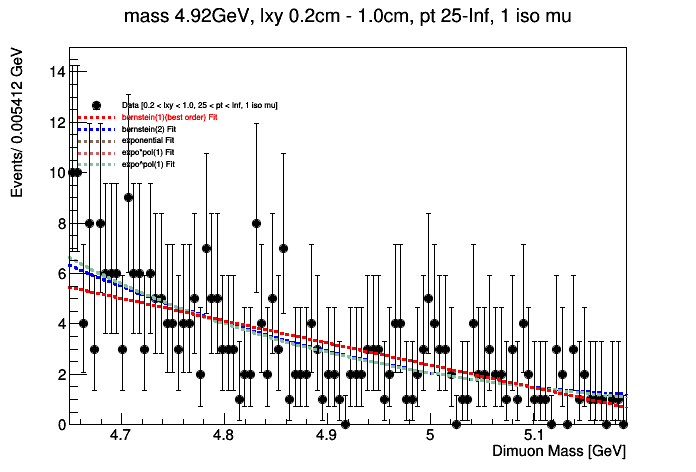 mass 4.92GeV, lxy 0.2cm - 1.0cm, pt 25-Inf, 1 iso mu
Events/ 0.005412 GeV
14
12
10
8
6
4
2
0
Data [0.2 < lxy < 1.0, 25 < pt < Inf, 1 iso mu]
bernstein(1)(best order) Fit
bernstein(2) Fit
exponential Fit
expo*pol(1) Fit
expo^pol(1) Fit
4.7 4.8 4.9 5 5.1
Dimuon Mass [GeV]